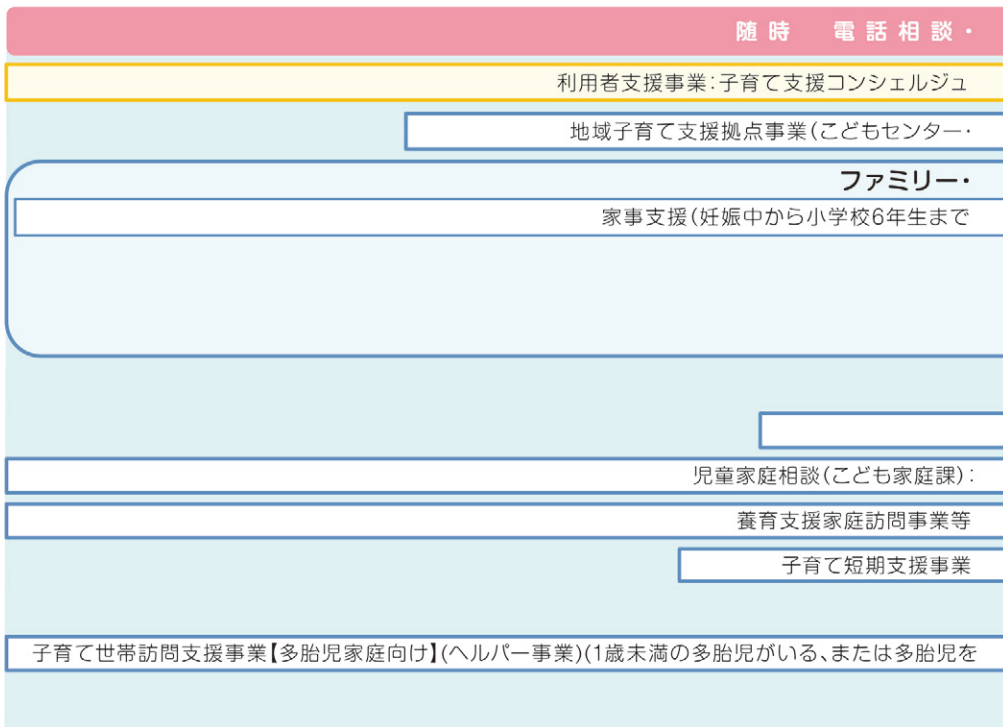 随時　電話相談・
利用者支援事業：子育て支援コンシェルジュ
地域子育て支援拠点事業（こどもセンター・
ファミリー・
家事支援（妊娠中から小学校6年生まで
児童家庭相談（こども家庭課）：
養育支援家庭訪問事業等
子育て短期支援事業
子育て世帯訪問支援事業【多胎児家庭向け】（ヘルパー事業）（1歳未満の多胎児がいる、または多胎児を